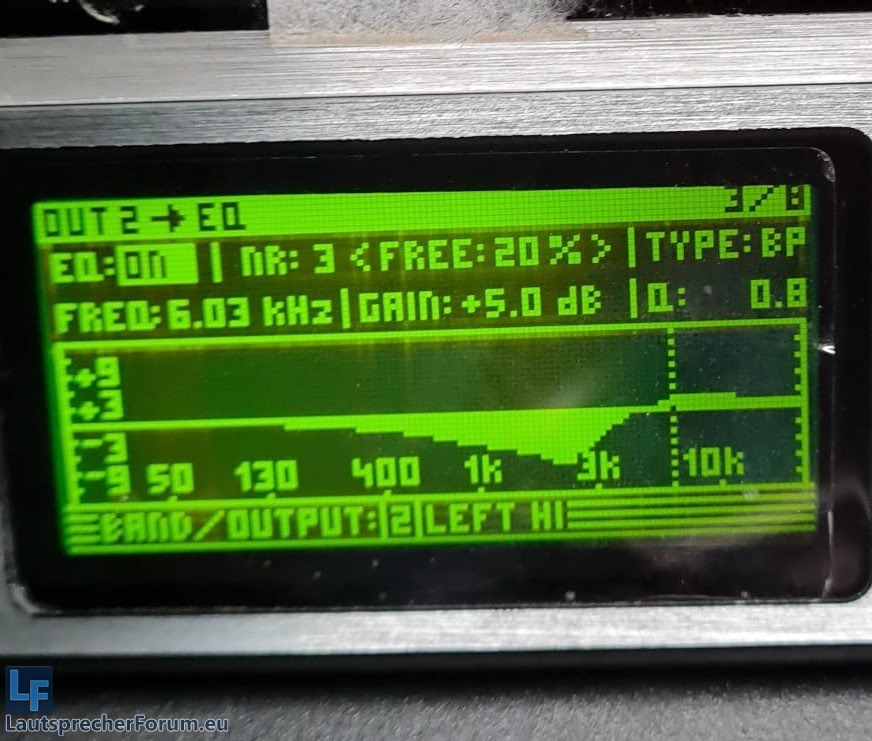 OUT 2 → EQ 3/8
EQ: ON | NR: 3 <FREE: 20 %> | TYPE: BP
FREQ: 6.03 kHz | GAIN: +5.0 dB | Q: 0.8
+9
+3
-3
-9 50 130 400 1k 3k 10k
BAND/OUTPUT: 2 LEFT HI
LF
LautsprecherForum.eu